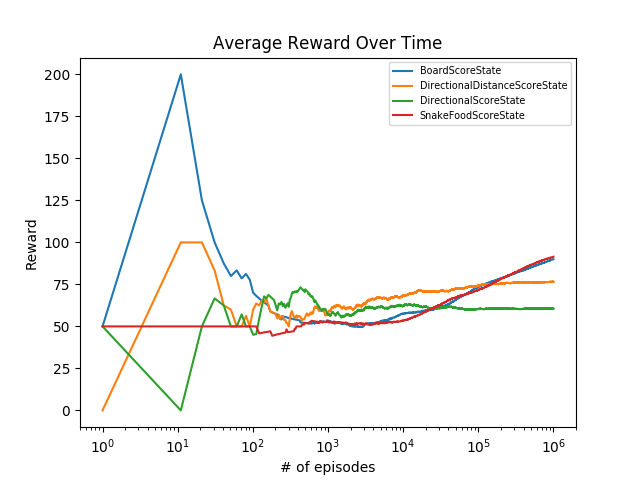 Average Reward Over Time
BoardScoreState
DirectionalDistanceScoreState
DirectionalScoreState
SnakeFoodScoreState
Reward
200
175
150
125
100
75
50
25
0
10⁰ 10¹ 10² 10³ 10⁴ 10⁵ 10⁶
# of episodes